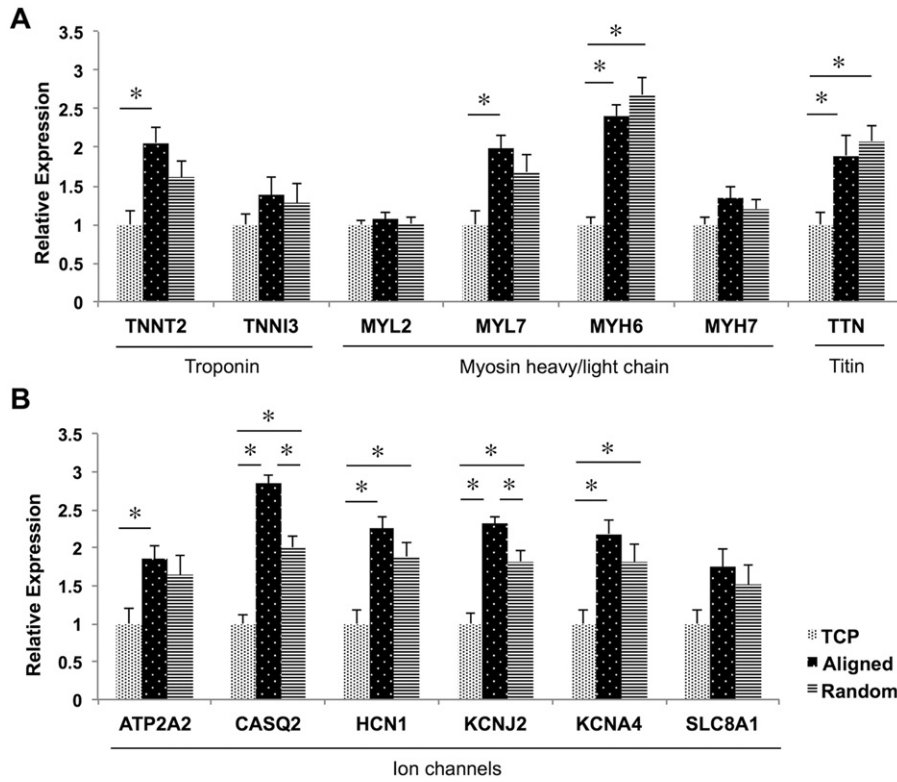 A
3.5
3
2.5
2
1.5
1
0.5
0
Relative Expression
* * * * * *
TNNT2 TNNI3 MYL2 MYL7 MYH6 MYH7 TTN
Troponin Myosin heavy/light chain Titin
B
3.5
3
2.5
2
1.5
1
0.5
0
Relative Expression
* * * * * * * * * * *
ATP2A2 CASQ2 HCN1 KCNJ2 KCNA4 SLC8A1
Ion channels
TCP
Aligned
Random